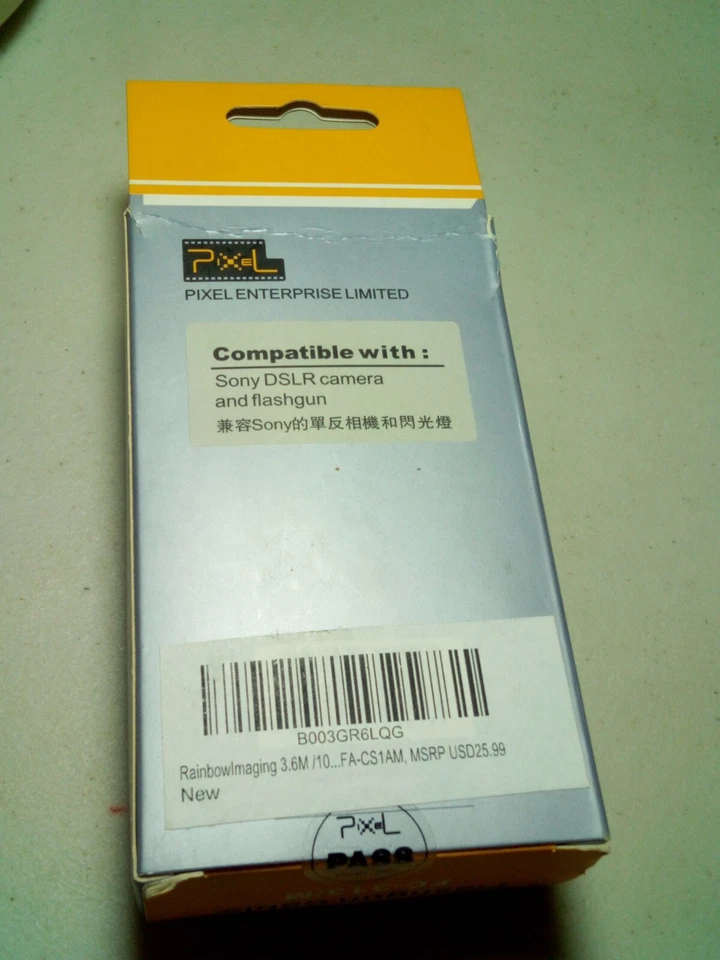 PIXEL
PIXEL ENTERPRISE LIMITED
Compatible with :
Sony DSLR camera
and flashgun
兼容Sony的單反相機和閃光燈
B003GR6LQG
RainbowImaging 3.6M /10...FA-CS1AM, MSRP USD25.99
New
PIXEL
PASS